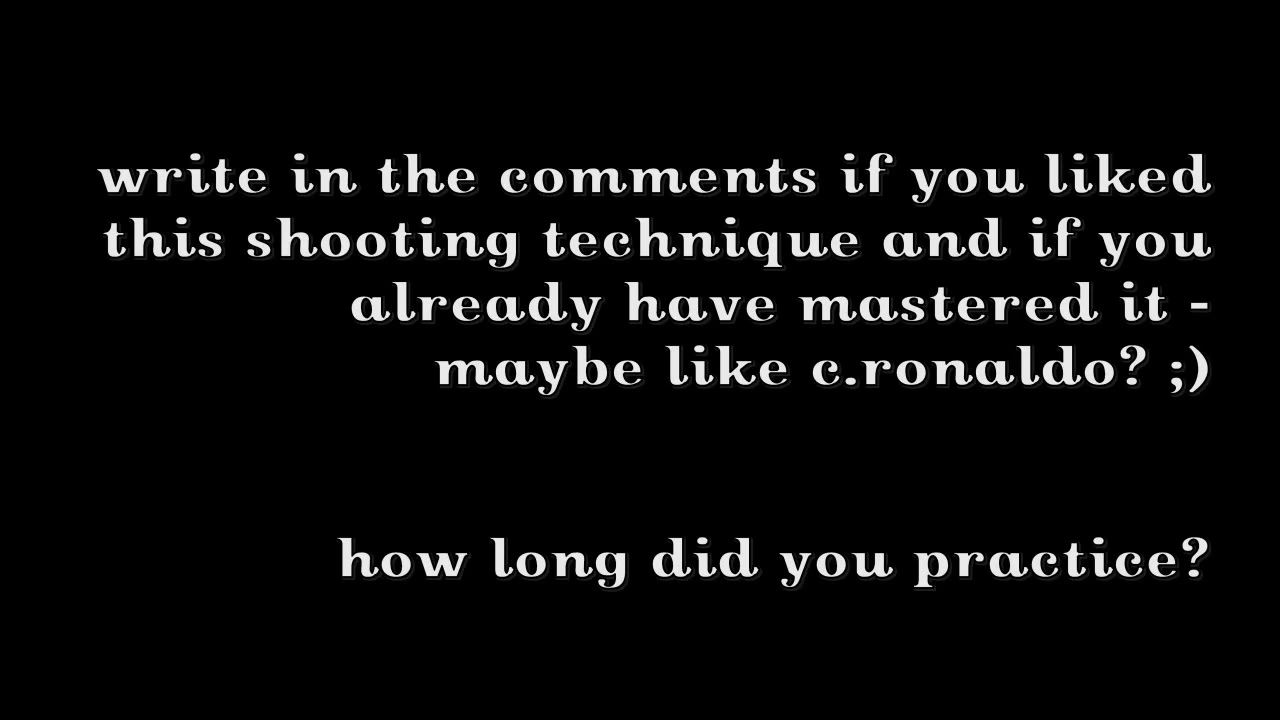 write in the comments if you liked
this shooting technique and if you
already have mastered it -
maybe like c.ronaldo? ;)
how long did you practice?